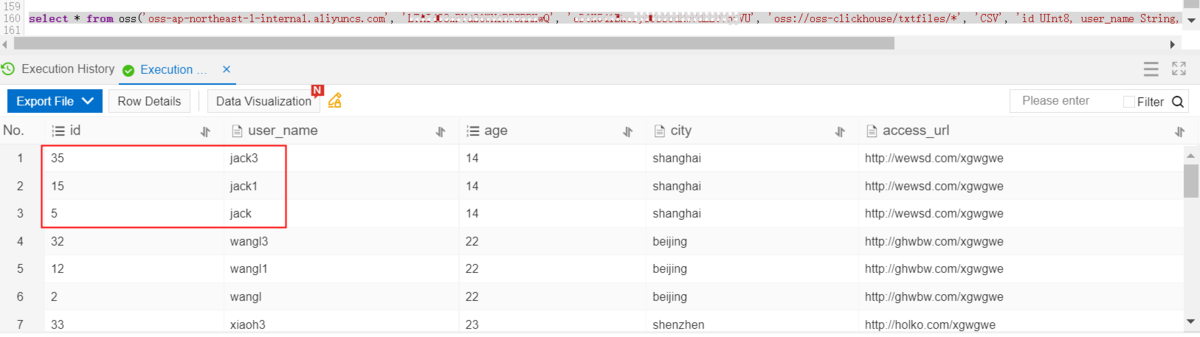 159
160 select * from oss('oss-ap-northeast-1-internal.aliyuncs.com', 'oss://oss-clickhouse/txtfiles/*', 'CSV', 'id UInt8, user_name String,
161
Execution History Execution ... ×
Export File Row Details Data Visualization N Please enter Filter
No. id user_name age city access_url
1 35 jack3 14 shanghai http://wewsd.com/xgwgwe
2 15 jack1 14 shanghai http://wewsd.com/xgwgwe
3 5 jack 14 shanghai http://wewsd.com/xgwgwe
4 32 wangl3 22 beijing http://ghwbw.com/xgwgwe
5 12 wangl1 22 beijing http://ghwbw.com/xgwgwe
6 2 wangl 22 beijing http://ghwbw.com/xgwgwe
7 33 xiaoh3 23 shenzhen http://holko.com/xgwgwe